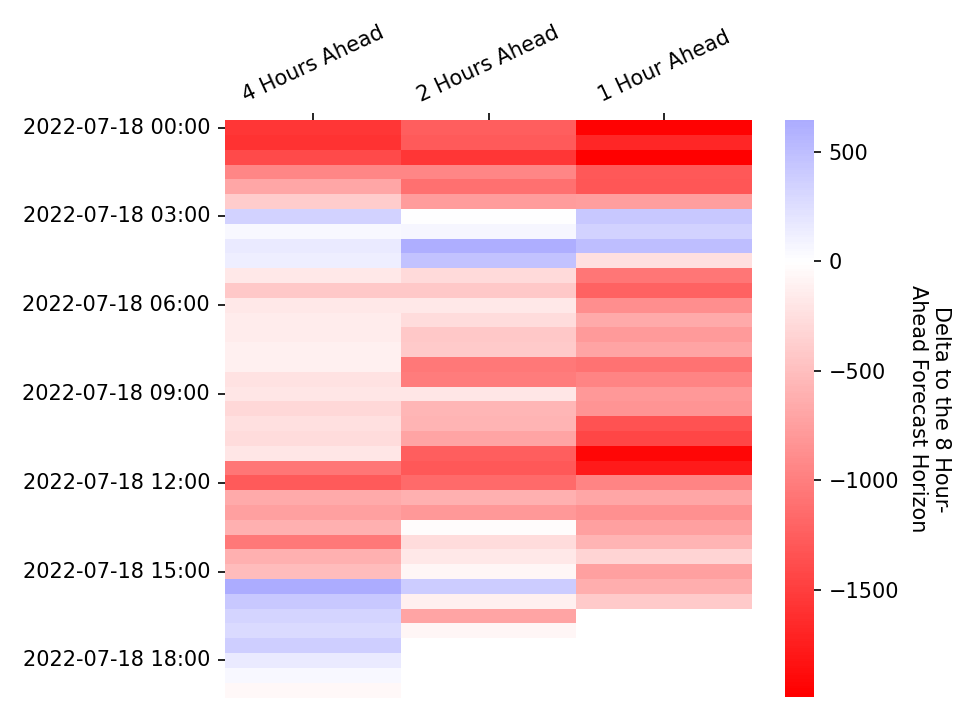 4 Hours Ahead
2 Hours Ahead
1 Hour Ahead
2022-07-18 00:00
2022-07-18 03:00
2022-07-18 06:00
2022-07-18 09:00
2022-07-18 12:00
2022-07-18 15:00
2022-07-18 18:00
500
0
−500
−1000
−1500
Delta to the 8 Hour-
Ahead Forecast Horizon